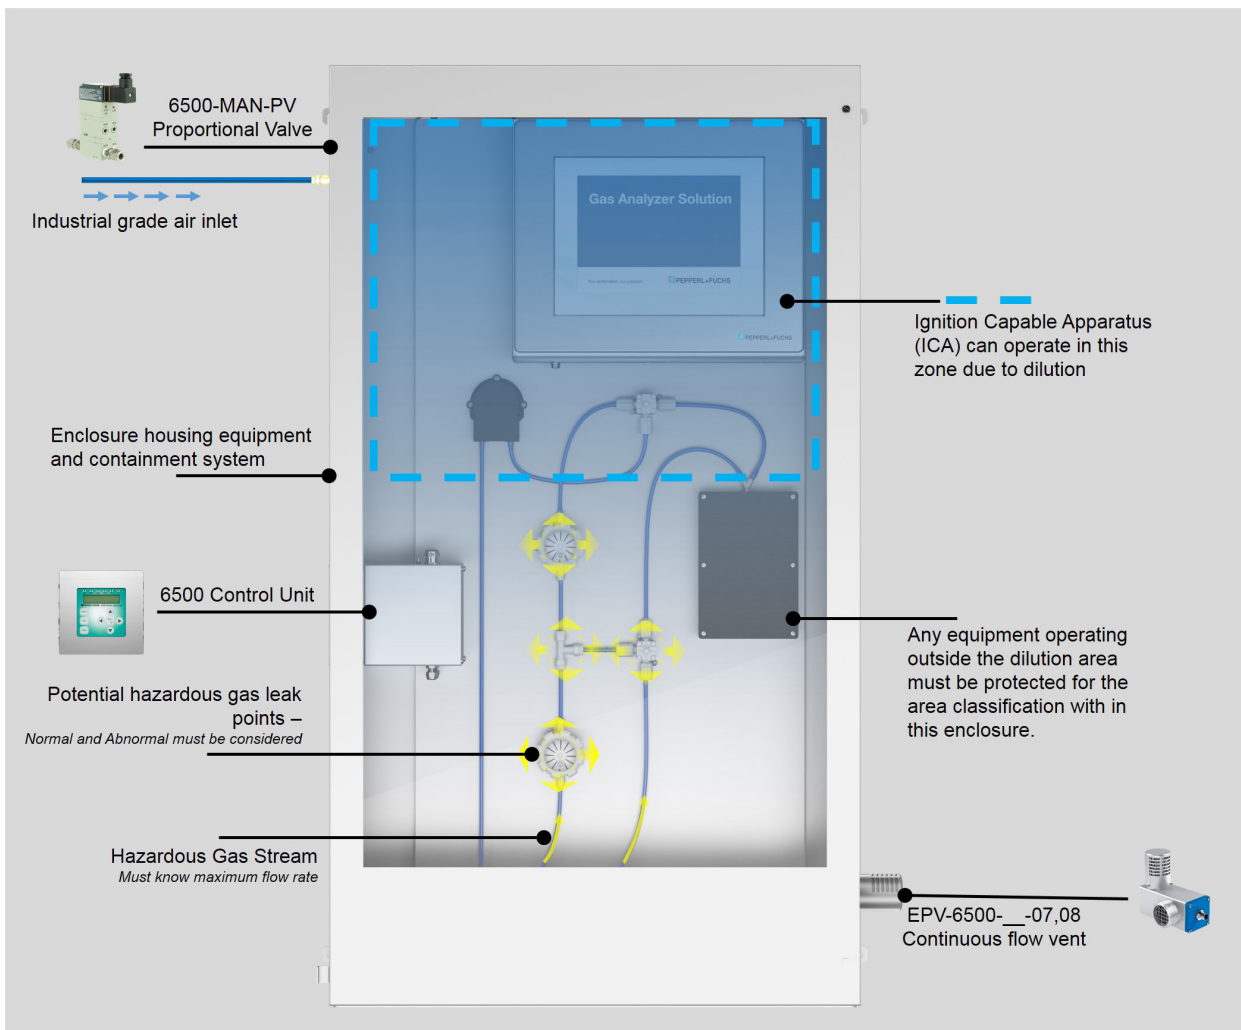 6500-MAN-PV
Proportional Valve
Industrial grade air inlet
Gas Analyzer Solution
PEPPERL+FUCHS
PEPPERL+FUCHS
Ignition Capable Apparatus
(ICA) can operate in this
zone due to dilution
Enclosure housing equipment
and containment system
6500 Control Unit
Any equipment operating
outside the dilution area
must be protected for the
area classification with in
this enclosure.
Potential hazardous gas leak
points –
Normal and Abnormal must be considered
Hazardous Gas Stream
Must know maximum flow rate
EPV-6500-__-07,08
Continuous flow vent